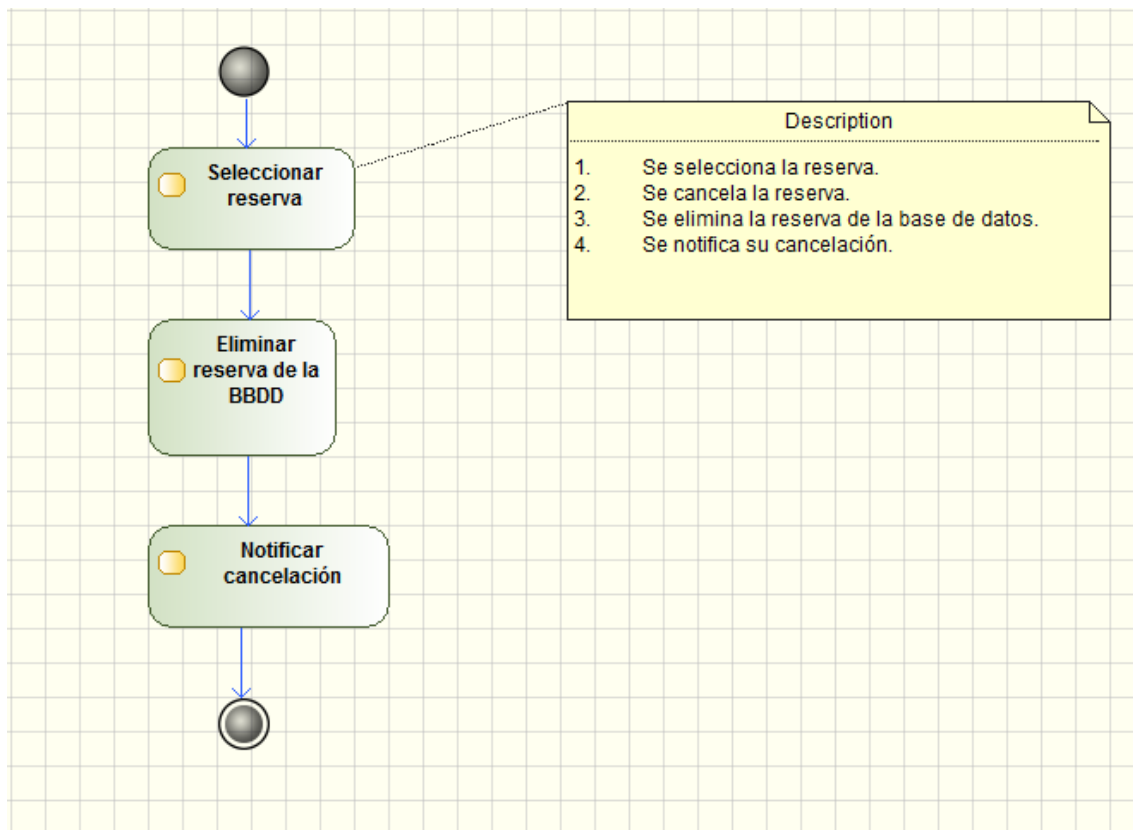 Description
Seleccionar
reserva
1. Se selecciona la reserva.
2. Se cancela la reserva.
3. Se elimina la reserva de la base de datos.
4. Se notifica su cancelación.
Eliminar
reserva de la
BBDD
Notificar
cancelación